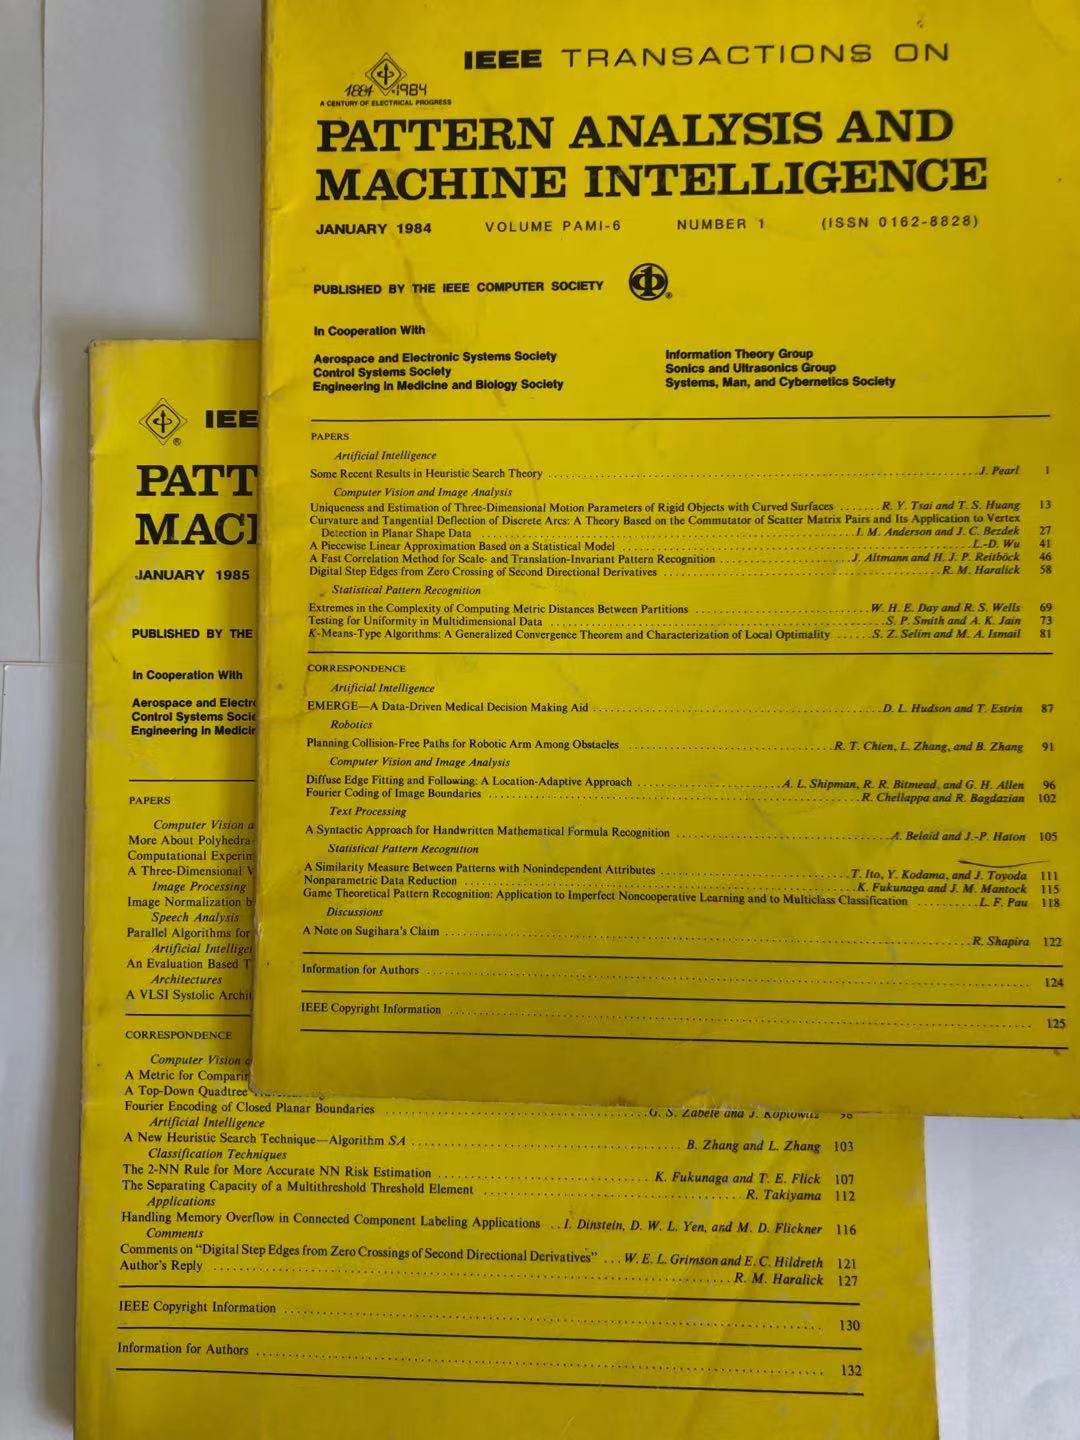 IEEE TRANSACTIONS ON
1884 1984
A CENTURY OF ELECTRICAL PROGRESS
PATTERN ANALYSIS AND
MACHINE INTELLIGENCE
JANUARY 1984 VOLUME PAMI-6 NUMBER 1 (ISSN 0162-8828)
PUBLISHED BY THE IEEE COMPUTER SOCIETY
In Cooperation With
Aerospace and Electronic Systems Society
Control Systems Society
Engineering in Medicine and Biology Society
Information Theory Group
Sonics and Ultrasonics Group
Systems, Man, and Cybernetics Society
PAPERS
Artificial Intelligence
Some Recent Results in Heuristic Search Theory J. Pearl 1
Computer Vision and Image Analysis
Uniqueness and Estimation of Three-Dimensional Motion Parameters of Rigid Objects with Curved Surfaces R. Y. Tsai and T. S. Huang 13
Curvature and Tangential Deflection of Discrete Arcs: A Theory Based on the Commutator of Scatter Matrix Pairs and Its Application to Vertex
Detection in Planar Shape Data I. M. Anderson and J. C. Bezdek 27
A Piecewise Linear Approximation Based on a Statistical Model L.-D. Wu 41
A Fast Correlation Method for Scale- and Translation-Invariant Pattern Recognition J. Altmann and H. J. P. Reitböck 46
Digital Step Edges from Zero Crossing of Second Directional Derivatives R. M. Haralick 58
Statistical Pattern Recognition
Extremes in the Complexity of Computing Metric Distances Between Partitions W. H. E. Day and R. S. Wells 69
Testing for Uniformity in Multidimensional Data S. P. Smith and A. K. Jain 73
K-Means-Type Algorithms: A Generalized Convergence Theorem and Characterization of Local Optimality S. Z. Selim and M. A. Ismail 81
CORRESPONDENCE
Artificial Intelligence
EMERGE—A Data-Driven Medical Decision Making Aid D. L. Hudson and T. Estrin 87
Robotics
Planning Collision-Free Paths for Robotic Arm Among Obstacles R. T. Chien, L. Zhang, and B. Zhang 91
Computer Vision and Image Analysis
Diffuse Edge Fitting and Following: A Location-Adaptive Approach A. L. Shipman, R. R. Bitmead, and G. H. Allen 96
Fourier Coding of Image Boundaries R. Chellappa and R. Bagdazian 102
Text Processing
A Syntactic Approach for Handwritten Mathematical Formula Recognition A. Belaid and J.-P. Haton 105
Statistical Pattern Recognition
A Similarity Measure Between Patterns with Nonindependent Attributes T. Ito, Y. Kodama, and J. Toyoda 111
Nonparametric Data Reduction K. Fukunaga and J. M. Mantock 115
Game Theoretical Pattern Recognition: Application to Imperfect Noncooperative Learning and to Multiclass Classification L. F. Pau 118
Discussions
A Note on Sugihara's Claim R. Shapira 122
Information for Authors 124
IEEE Copyright Information 125
IEE
PATT
MAC
JANUARY 1985
PUBLISHED BY THE
In Cooperation With
Aerospace and Electr
Control Systems Soci
Engineering in Medicin
PAPERS
Computer Vision a
More About Polyhedra
Computational Experim
A Three-Dimensional
Image Processing
Image Normalization b
Speech Analysis
Parallel Algorithms for
Artificial Intellige
An Evaluation Based T
Architectures
A VLSI Systolic Archit
CORRESPONDENCE
Computer Vision
A Metric for Comparin
A Top-Down Quadtree
Fourier Encoding of Closed Planar Boundaries G. S. Zabele and J. Koplowitz 98
Artificial Intelligence
A New Heuristic Search Technique—Algorithm SA B. Zhang and L. Zhang 103
Classification Techniques
The 2-NN Rule for More Accurate NN Risk Estimation K. Fukunaga and T. E. Flick 107
The Separating Capacity of a Multithreshold Threshold Element R. Takiyama 112
Applications
Handling Memory Overflow in Connected Component Labeling Applications I. Dinstein, D. W. L. Yen, and M. D. Flickner 116
Comments
Comments on “Digital Step Edges from Zero Crossings of Second Directional Derivatives” W. E. L. Grimson and E. C. Hildreth 121
Author's Reply R. M. Haralick 127
IEEE Copyright Information 130
Information for Authors 132